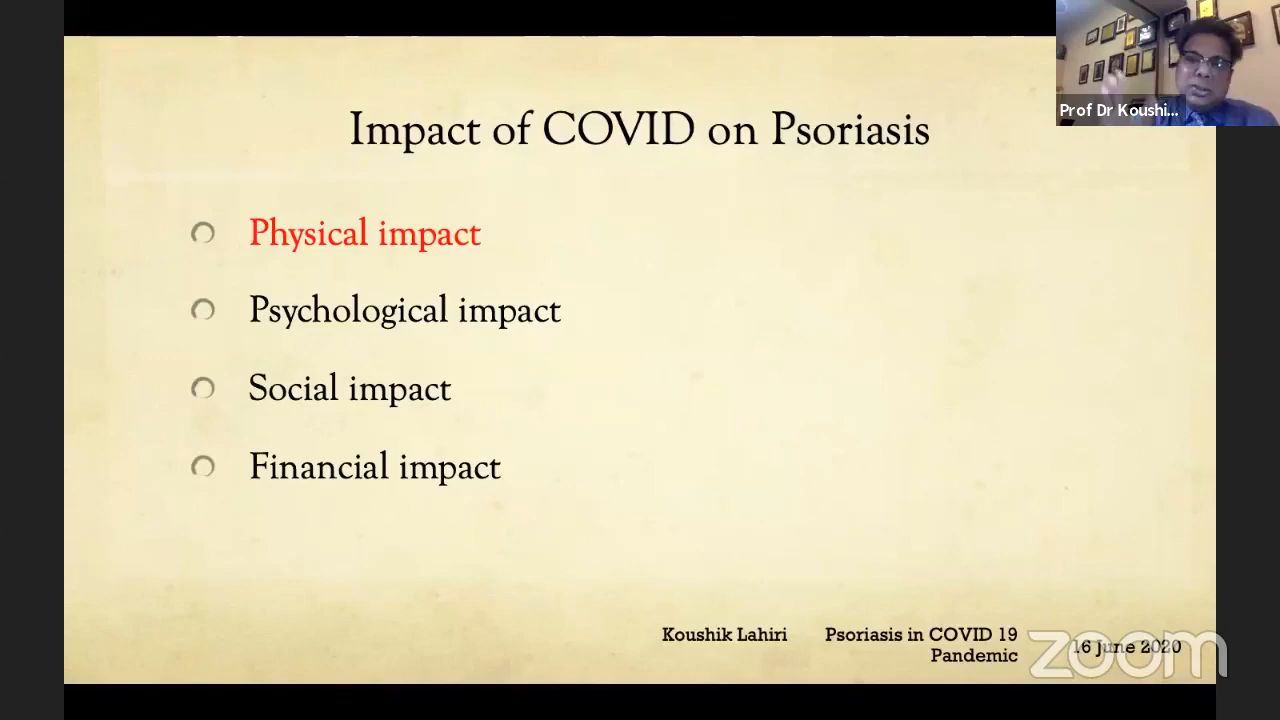 Prof Dr Koushi...
Impact of COVID on Psoriasis
Physical impact
Psychological impact
Social impact
Financial impact
Koushik Lahiri
Psoriasis in COVID 19
Pandemic
16 June 2020
zoom